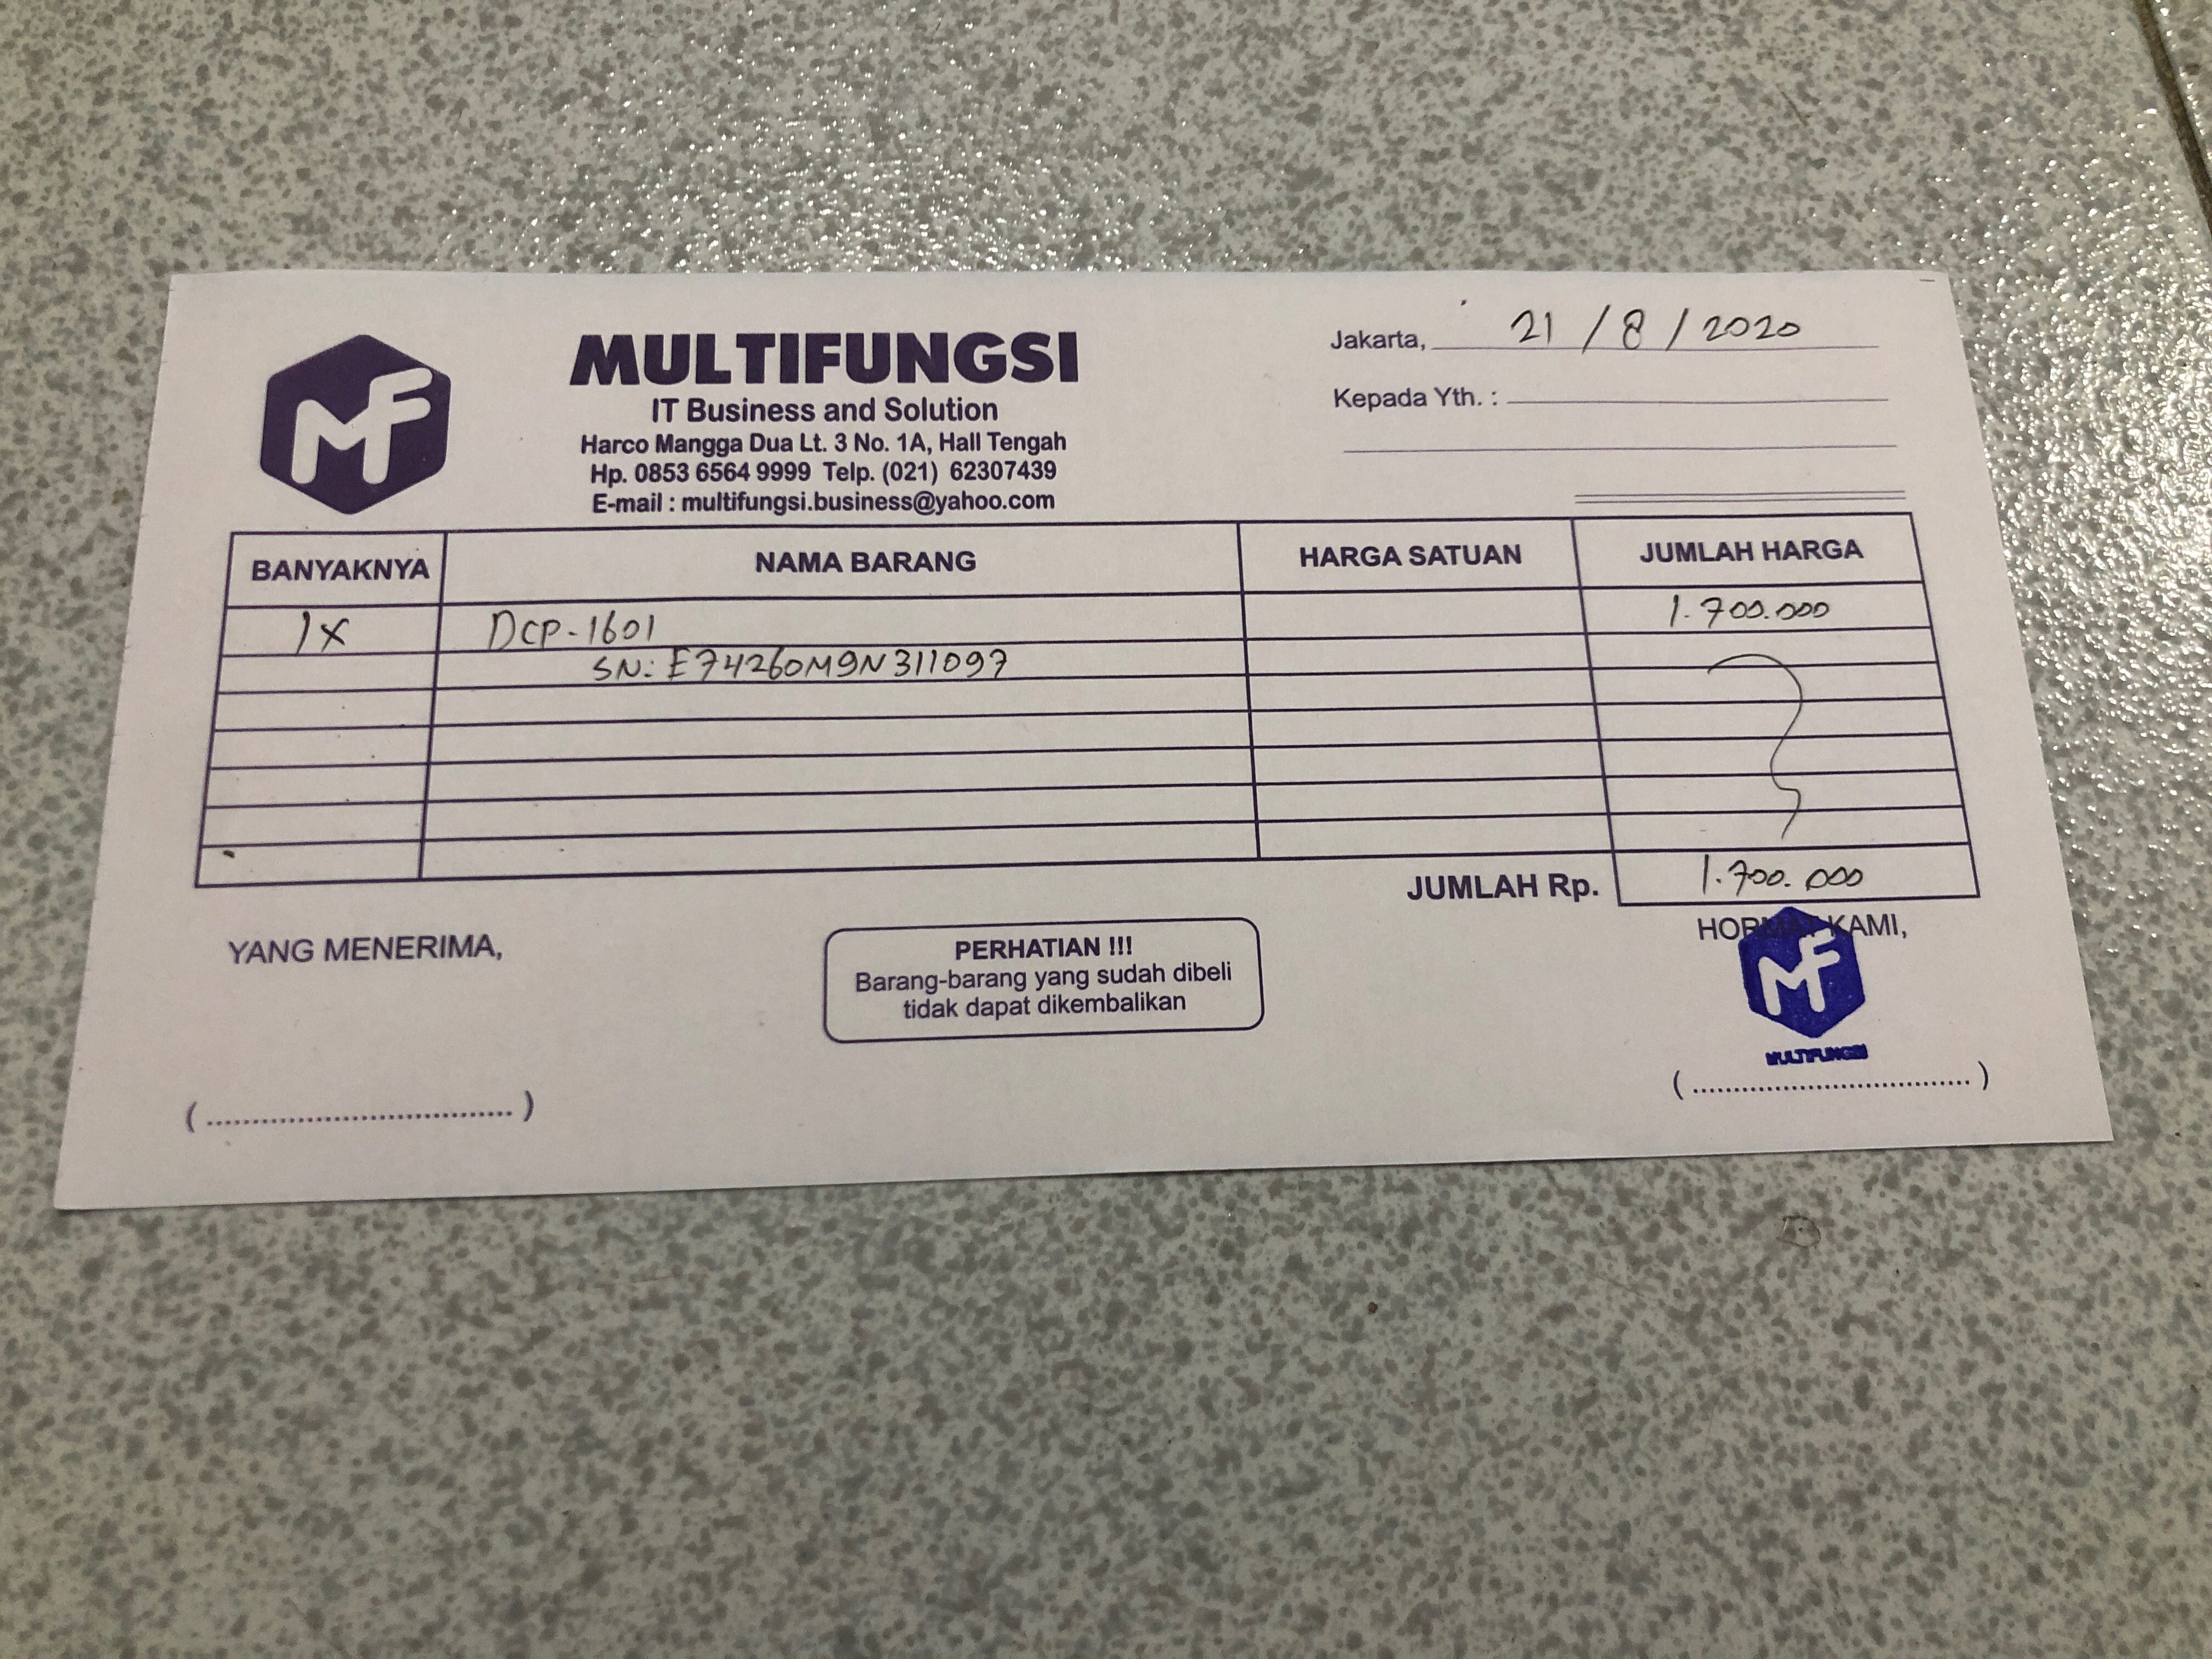 MF
MULTIFUNGSI
IT Business and Solution
Harco Mangga Dua Lt. 3 No. 1A, Hall Tengah
Hp. 0853 6564 9999 Telp. (021) 62307439
E-mail : multifungsi.business@yahoo.com
Jakarta, 21/8/2020
Kepada Yth. :
BANYAKNYA NAMA BARANG HARGA SATUAN JUMLAH HARGA
1x DCP-1601 1.700.000
SN: E74260M9N311097
JUMLAH Rp. 1.700.000
YANG MENERIMA,
(................................)
PERHATIAN !!!
Barang-barang yang sudah dibeli
tidak dapat dikembalikan
HORMAT KAMI,
MF
MULTIFUNGSI
(................................)